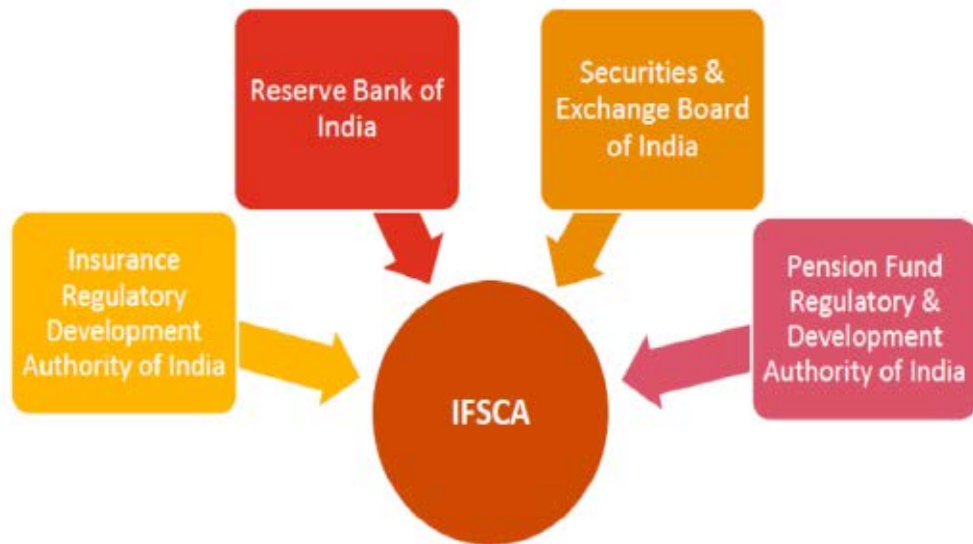 Reserve Bank of
India
Securities &
Exchange Board
of India
Insurance
Regulatory
Development
Authority of India
Pension Fund
Regulatory &
Development
Authority of India
IFSCA